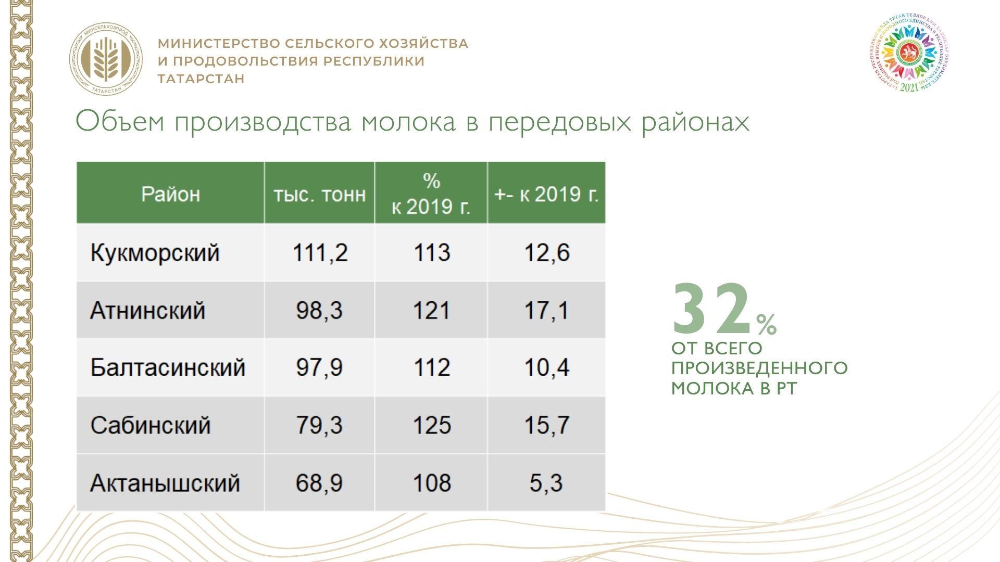 МИНСЕЛЬХОЗПРОД
ТАТАРСТАН
МИНИСТЕРСТВО СЕЛЬСКОГО ХОЗЯЙСТВА
И ПРОДОВОЛЬСТВИЯ РЕСПУБЛИКИ
ТАТАРСТАН
ТАТАРСТАН РЕСПУБЛИКАСЫНДА ТУГАН ТЕЛЛӘР ҺӘМ ХАЛЫКЛАР БЕРДӘМЛЕГЕ ЕЛЫ
ГОД РОДНЫХ ЯЗЫКОВ И НАРОДНОГО ЕДИНСТВА В РЕСПУБЛИКЕ ТАТАРСТАН
2021
Объем производства молока в передовых районах
Район тыс. тонн % к 2019 г. +- к 2019 г.
Кукморский 111,2 113 12,6
Атнинский 98,3 121 17,1
Балтасинский 97,9 112 10,4
Сабинский 79,3 125 15,7
Актанышский 68,9 108 5,3
32%
ОТ ВСЕГО
ПРОИЗВЕДЕННОГО
МОЛОКА В РТ